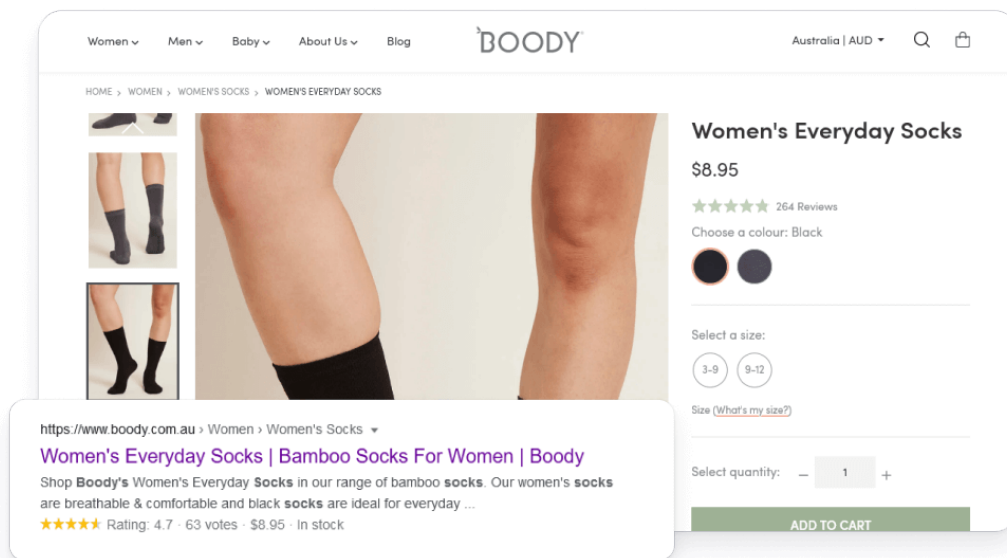 Women Men Baby About Us Blog BOODY Australia | AUD
HOME > WOMEN > WOMEN'S SOCKS > WOMEN'S EVERYDAY SOCKS
Women's Everyday Socks
$8.95
264 Reviews
Choose a colour: Black
Select a size:
3-9 9-12
Size (What's my size?)
Select quantity: – 1 +
ADD TO CART
https://www.boody.com.au › Women › Women's Socks
Women's Everyday Socks | Bamboo Socks For Women | Boody
Shop Boody's Women's Everyday Socks in our range of bamboo socks. Our women's socks
are breathable & comfortable and black socks are ideal for everyday ...
Rating: 4.7 · 63 votes · $8.95 · In stock